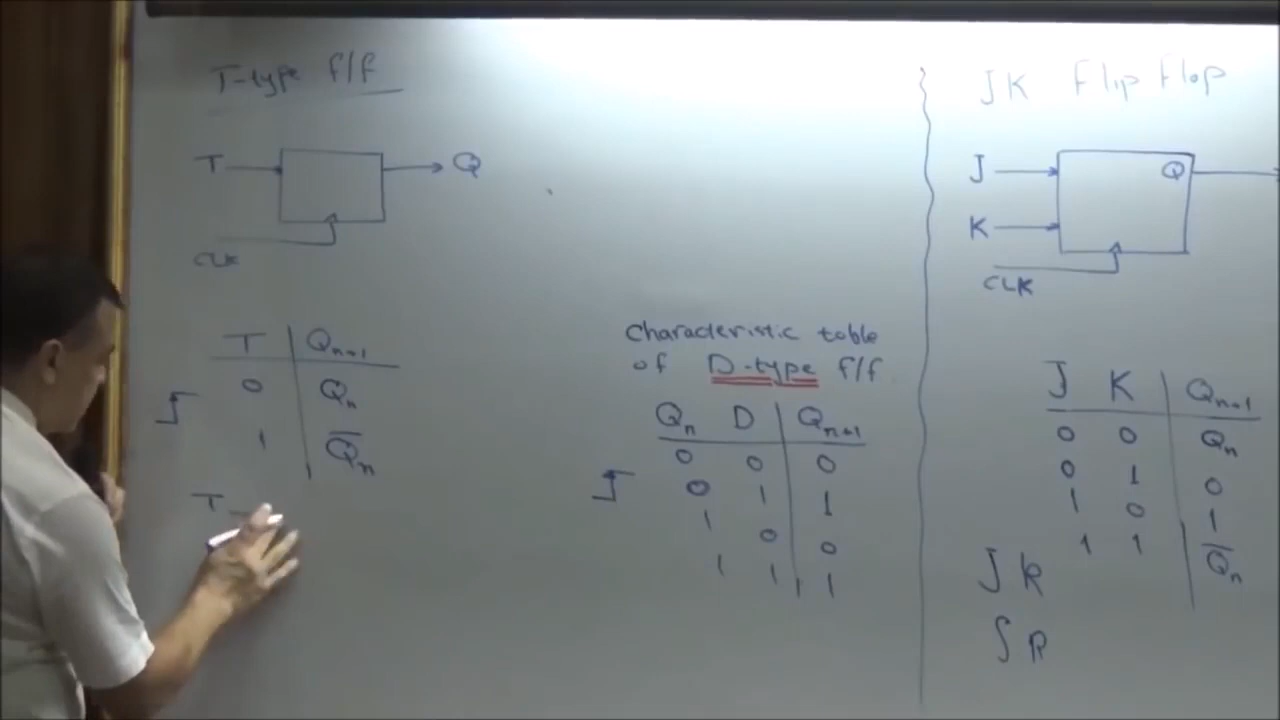 T-type f/f
T
Q
CLK
T Qn+1
0 Qn
1 Q̅n
T
Characteristic table
of D-type f/f
Qn D Qn+1
0 0 0
0 1 1
1 0 0
1 1 1
JK Flip Flop
J
Q
K
CLK
J K Qn+1
0 0 Qn
0 1 0
1 0 1
1 1 Q̅n
J K
S R